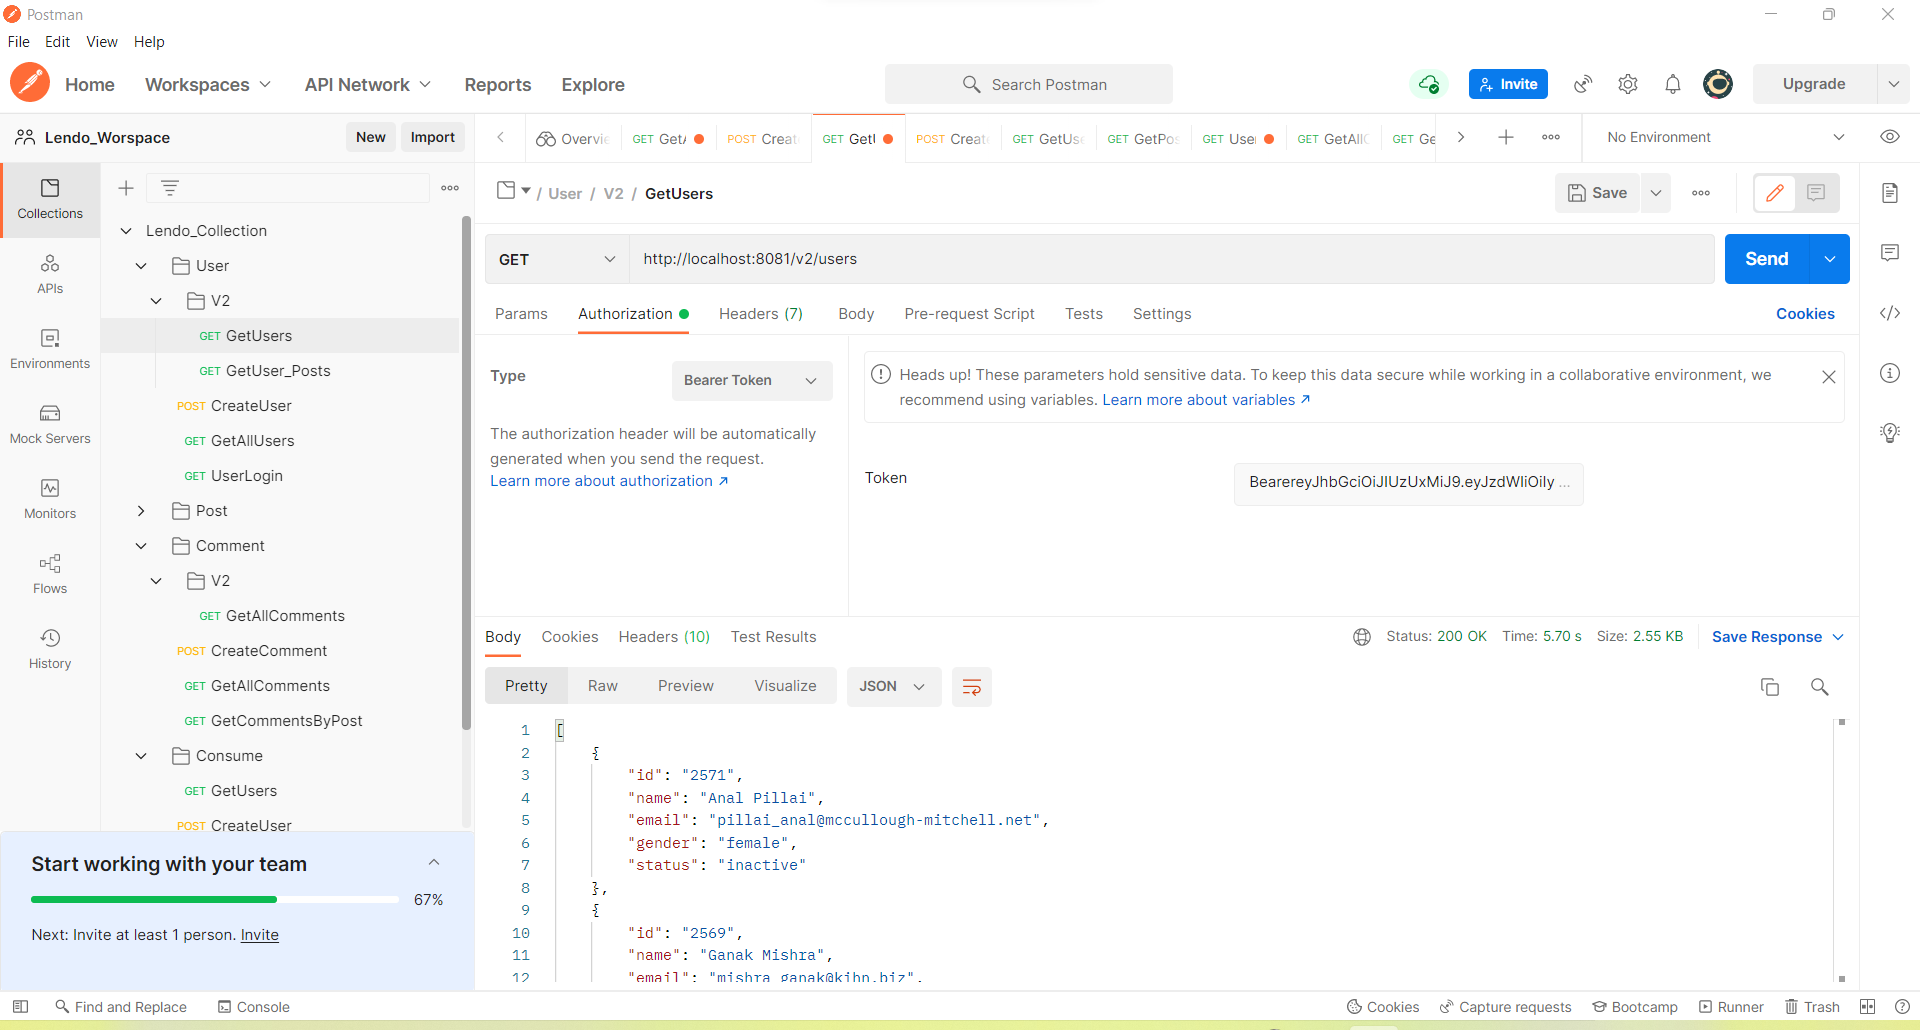 Postman
File Edit View Help
Home Workspaces API Network Reports Explore
Search Postman
Invite
Upgrade
Lendo_Worspace
New Import
Overvie
GET GetA
POST Creat
GET GetU
POST Create
GET GetUse
GET GetPos
GET User
GET GetAllC
GET Ge
No Environment
Collections
APIs
Environments
Mock Servers
Monitors
Flows
History
Lendo_Collection
User
V2
GET GetUsers
GET GetUser_Posts
POST CreateUser
GET GetAllUsers
GET UserLogin
Post
Comment
V2
GET GetAllComments
POST CreateComment
GET GetAllComments
GET GetCommentsByPost
Consume
GET GetUsers
POST CreateUser
Start working with your team
67%
Next: Invite at least 1 person. Invite
/ User / V2 / GetUsers
Save
GET http://localhost:8081/v2/users
Send
Params Authorization Headers (7) Body Pre-request Script Tests Settings
Cookies
Type Bearer Token
The authorization header will be automatically
generated when you send the request.
Learn more about authorization ↗
Heads up! These parameters hold sensitive data. To keep this data secure while working in a collaborative environment, we
recommend using variables. Learn more about variables ↗
Token
BearereyJhbGciOiJIUzUxMiJ9.eyJzdWIiOiIy ...
Body Cookies Headers (10) Test Results
Status: 200 OK Time: 5.70 s Size: 2.55 KB
Save Response
Pretty Raw Preview Visualize JSON
1 [
2 {
3 "id": "2571",
4 "name": "Anal Pillai",
5 "email": "pillai_anal@mccullough-mitchell.net",
6 "gender": "female",
7 "status": "inactive"
8 },
9 {
10 "id": "2569",
11 "name": "Ganak Mishra",
12 "email": "mishra_ganak@kihn.biz",
Find and Replace Console
Cookies Capture requests Bootcamp Runner Trash